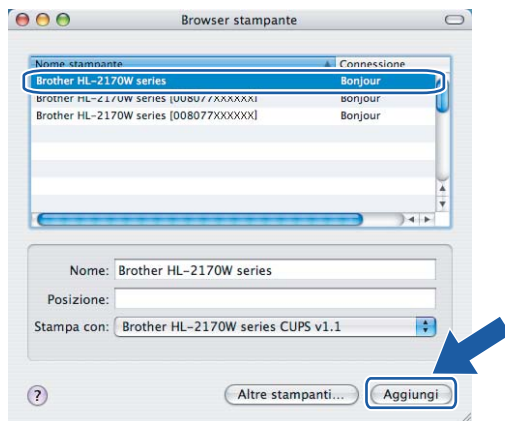 Browser stampante
Nome stampante Connessione
Brother HL-2170W series Bonjour
Brother HL-2170W series [008077XXXXXX] Bonjour
Brother HL-2170W series [008077XXXXXX] Bonjour
Nome: Brother HL-2170W series
Posizione:
Stampa con: Brother HL-2170W series CUPS v1.1
? Altre stampanti... Aggiungi